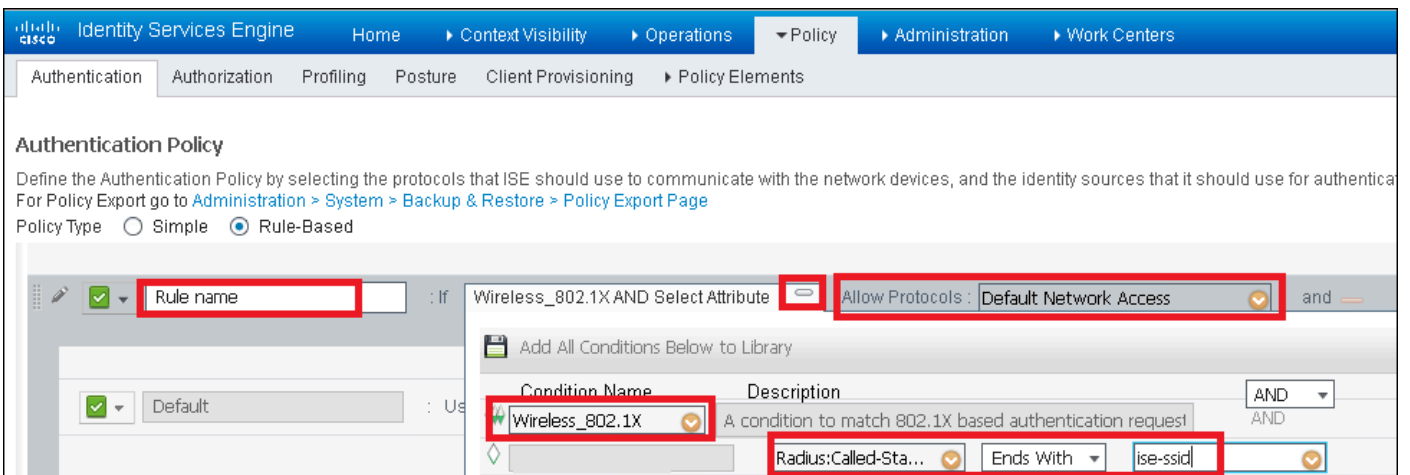 cisco Identity Services Engine Home Context Visibility Operations Policy Administration Work Centers
Authentication Authorization Profiling Posture Client Provisioning Policy Elements
Authentication Policy
Define the Authentication Policy by selecting the protocols that ISE should use to communicate with the network devices, and the identity sources that it should use for authentica
For Policy Export go to Administration > System > Backup & Restore > Policy Export Page
Policy Type Simple Rule-Based
Rule name : If Wireless_802.1X AND Select Attribute Allow Protocols : Default Network Access and
Add All Conditions Below to Library
Condition Name Description AND
Default : Us
Wireless_802.1X A condition to match 802.1X based authentication request AND
Radius:Called-Sta... Ends With ise-ssid